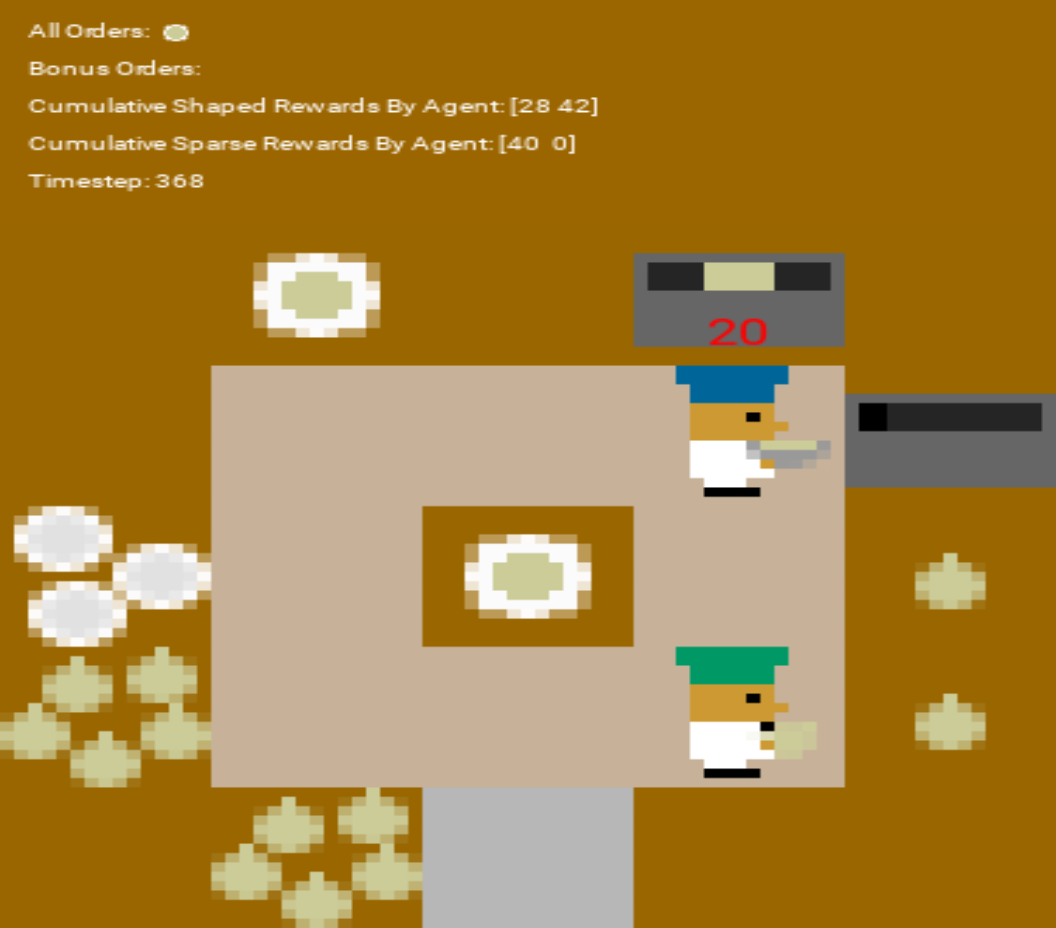 All Orders:
Bonus Orders:
Cumulative Shaped Rewards By Agent: [28 42]
Cumulative Sparse Rewards By Agent: [40 0]
Timestep: 368
20